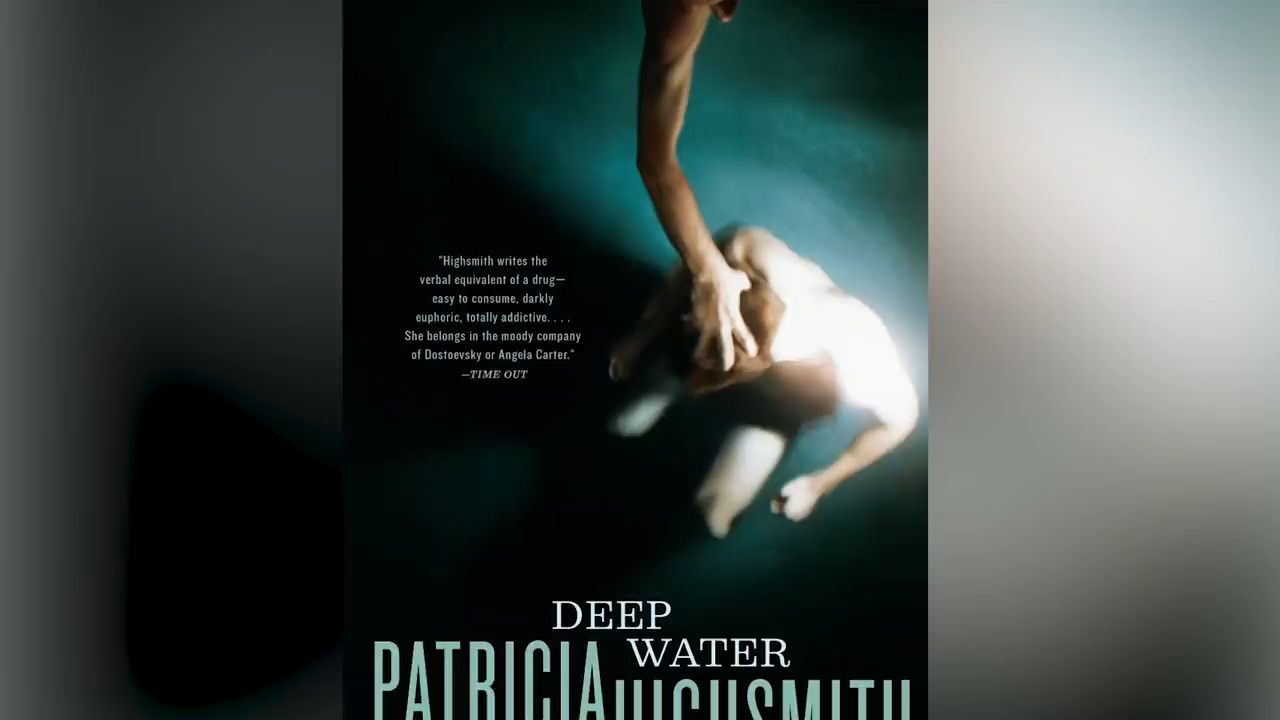 "Highsmith writes the
verbal equivalent of a drug—
easy to consume, darkly
euphoric, totally addictive. . . .
She belongs in the moody company
of Dostoevsky or Angela Carter."
—TIME OUT
DEEP
WATER
PATRICIA
HIGHSMITH